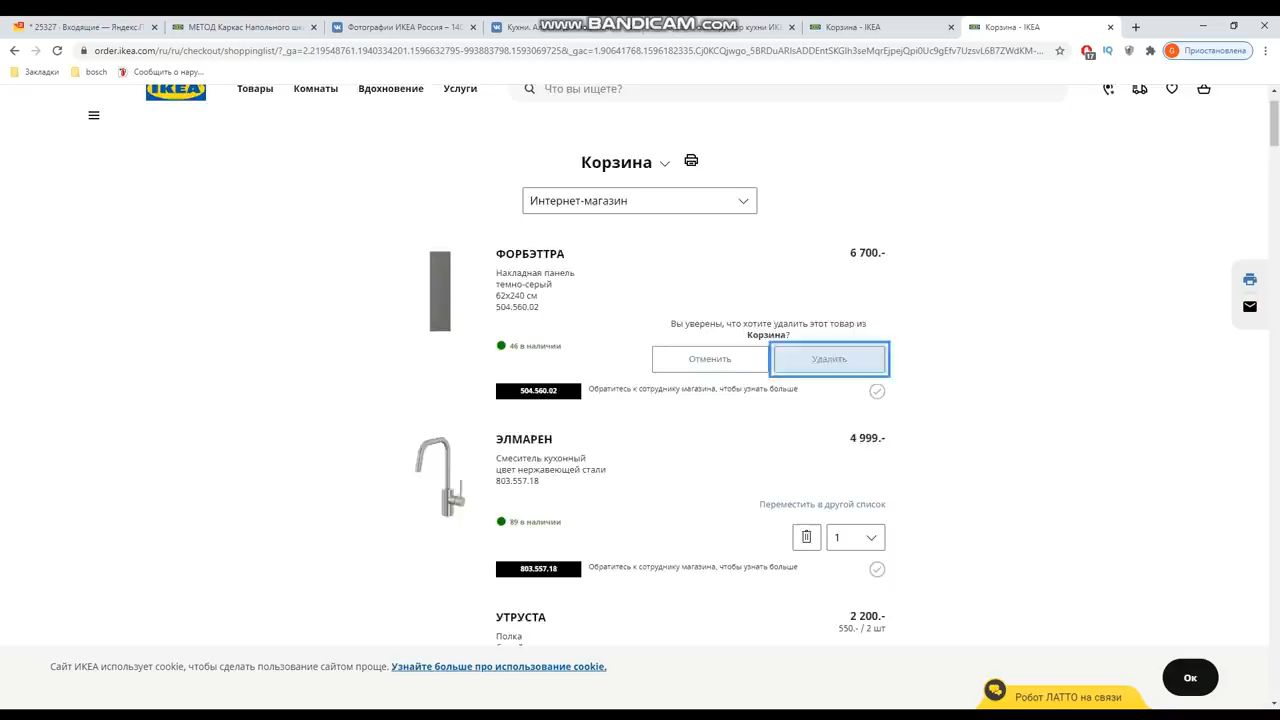 www.BANDICAM.com
* 25327 · Входящие — Яндекс.П
МЕТОД Каркас Напольного шк
Фотографии ИКЕА Россия – 140
Корзина - IKEA
Корзина - IKEA
order.ikea.com/ru/ru/checkout/shoppinglist/?_ga=2.219548761.1940334201.1596632795-993883798.1593069725&_gac=1.90641768.1596182335.
17
IQ
G Приостановлена
Закладки
bosch
Сообщить о нару...
IKEA
Товары Комнаты Вдохновение Услуги
Что вы ищете?
Корзина
Интернет-магазин
ФОРБЭТТРА 6 700.-
Накладная панель
темно-серый
62x240 см
504.560.02
Вы уверены, что хотите удалить этот товар из
Корзина?
46 в наличии
Отменить Удалить
504.560.02 Обратитесь к сотруднику магазина, чтобы узнать больше
ЭЛМАРЕН 4 999.-
Смеситель кухонный
цвет нержавеющей стали
803.557.18
Переместить в другой список
89 в наличии
1
803.557.18 Обратитесь к сотруднику магазина, чтобы узнать больше
УТРУСТА 2 200.-
550.- / 2 шт
Полка
Сайт ИКЕА использует cookie, чтобы сделать пользование сайтом проще. Узнайте больше про использование cookie.
Ок
Робот ЛАТТО на связи